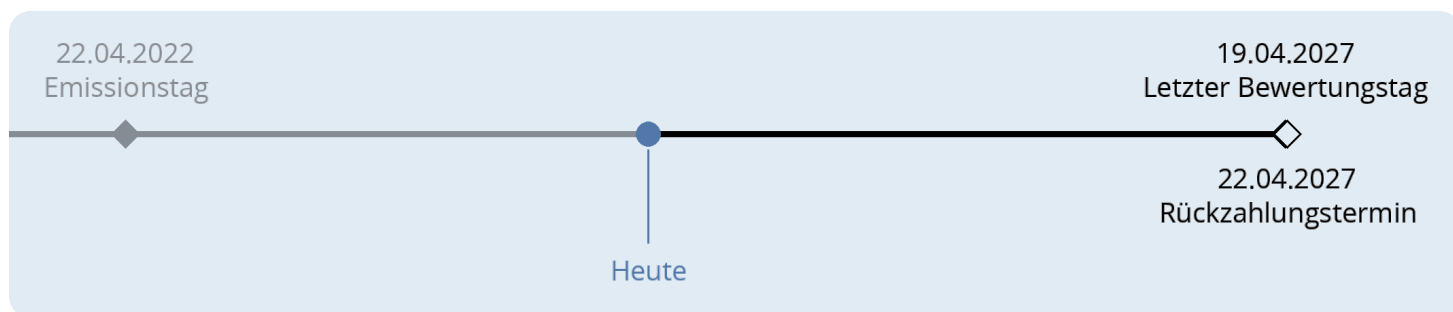 22.04.2022
Emissionstag
19.04.2027
Letzter Bewertungstag
22.04.2027
Rückzahlungstermin
Heute